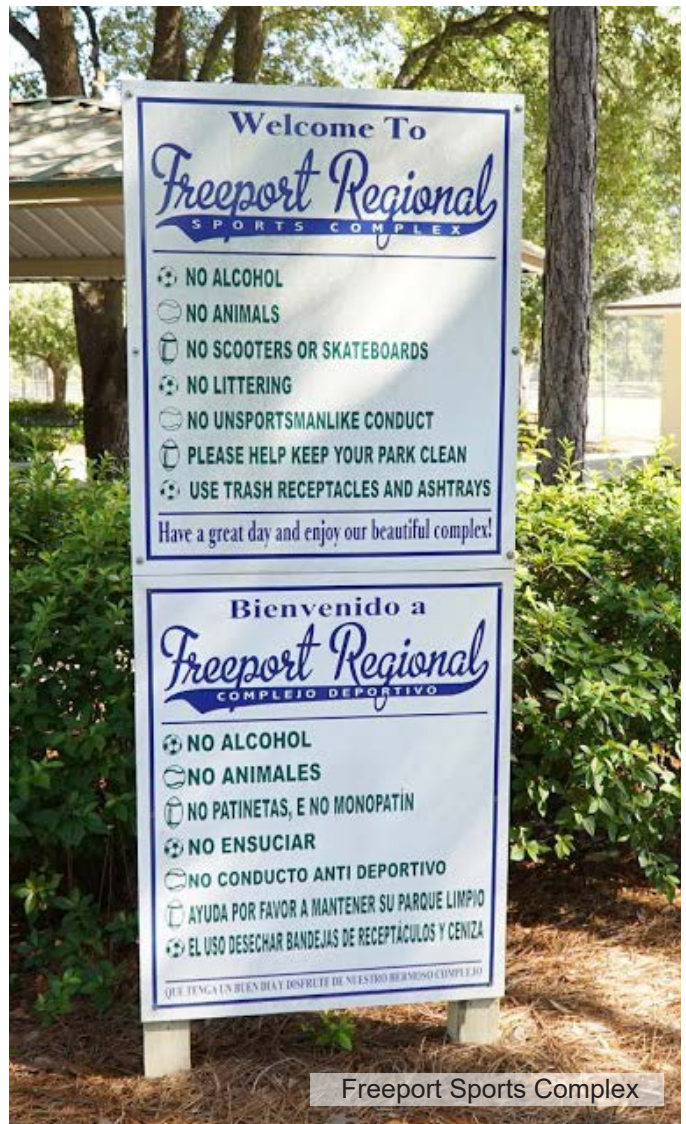 Welcome To
Freeport Regional
SPORTS COMPLEX
NO ALCOHOL
NO ANIMALS
NO SCOOTERS OR SKATEBOARDS
NO LITTERING
NO UNSPORTSMANLIKE CONDUCT
PLEASE HELP KEEP YOUR PARK CLEAN
USE TRASH RECEPTACLES AND ASHTRAYS
Have a great day and enjoy our beautiful complex!
Bienvenido a
Freeport Regional
COMPLEJO DEPORTIVO
NO ALCOHOL
NO ANIMALES
NO PATINETAS, E NO MONOPATÍN
NO ENSUCIAR
NO CONDUCTO ANTI DEPORTIVO
AYUDA POR FAVOR A MANTENER SU PARQUE LIMPIO
EL USO DESECHAR BANDEJAS DE RECEPTÁCULOS Y CENIZA
QUE TENGA UN BUEN DIA Y DISFRUTE DE NUESTRO HERMOSO COMPLEJO
Freeport Sports Complex